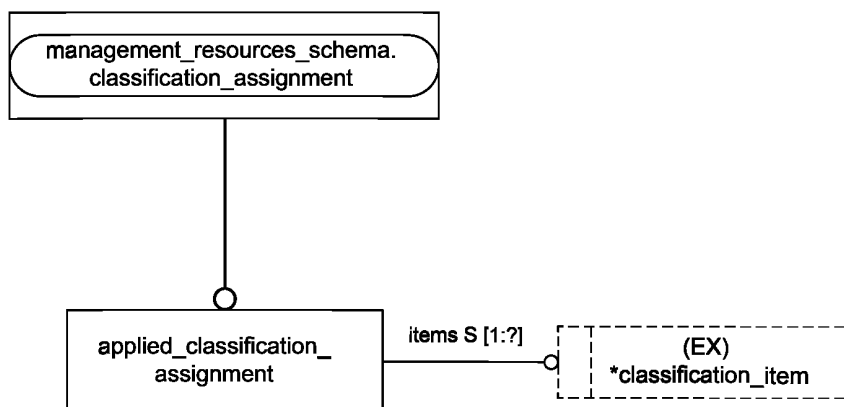 management_resources_schema.
classification_assignment
applied_classification_
assignment
items S [1:?]
(EX)
*classification_item